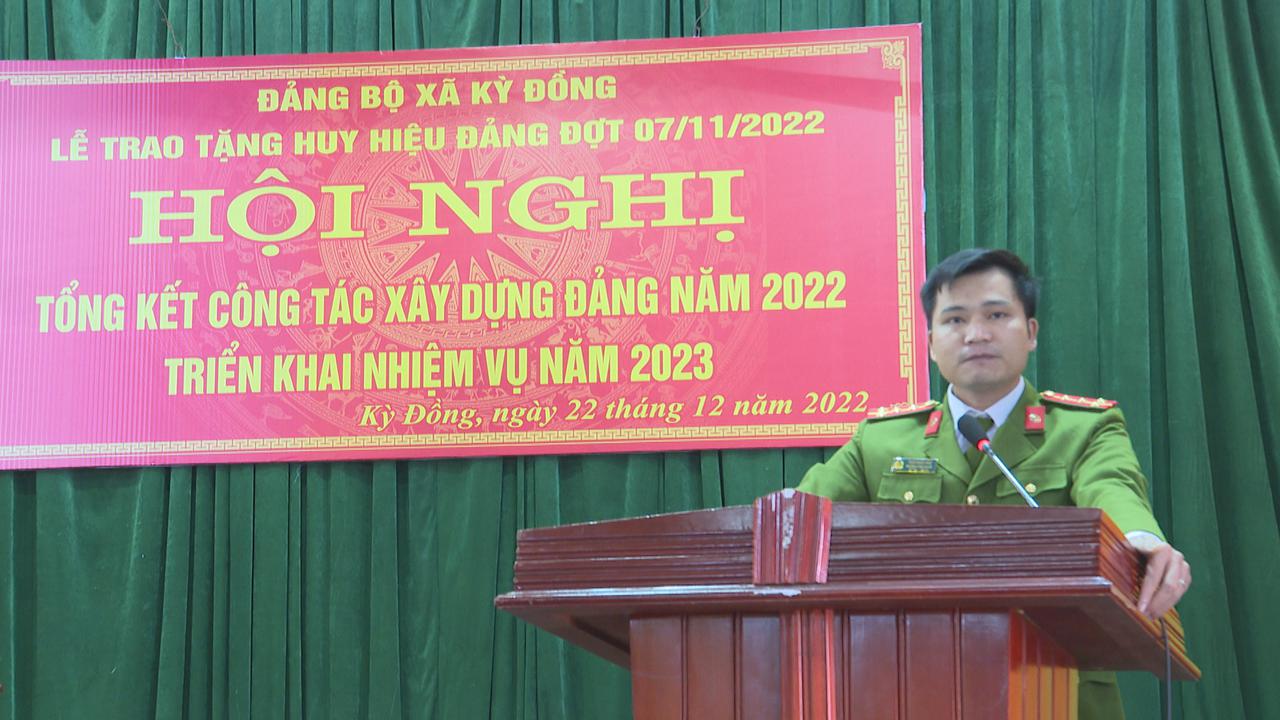 ĐẢNG BỘ XÃ KỲ ĐỒNG
LỄ TRAO TẶNG HUY HIỆU ĐẢNG ĐỢT 07/11/2022
HỘI NGHỊ
TỔNG KẾT CÔNG TÁC XÂY DỰNG ĐẢNG NĂM 2022
TRIỂN KHAI NHIỆM VỤ NĂM 2023
Kỳ Đồng, ngày 22 tháng 12 năm 2022